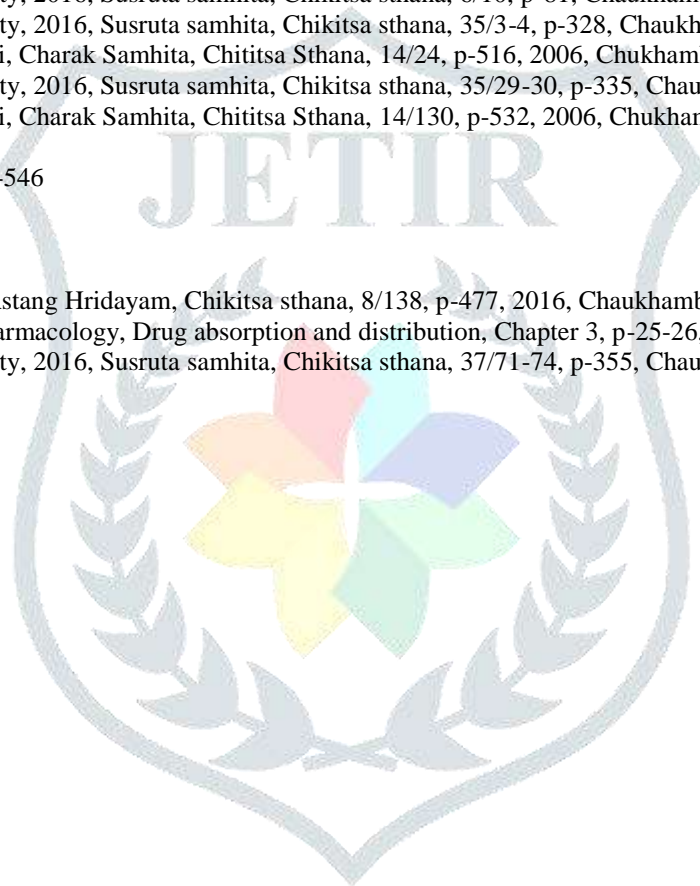 ty, 2016, Susruta samhita, Chikitsa sthana, 35/3-4, p-328, Chaukh
i, Charak Samhita, Chititsa Sthana, 14/24, p-516, 2006, Chukham
ty, 2016, Susruta samhita, Chikitsa sthana, 35/29-30, p-335, Chau
i, Charak Samhita, Chititsa Sthana, 14/130, p-532, 2006, Chukhan
JETIR
-546
stang Hridayam, Chikitsa sthana, 8/138, p-477, 2016, Chaukhamb
armacology, Drug absorption and distribution, Chapter 3, p-25-26,
ty, 2016, Susruta samhita, Chikitsa sthana, 37/71-74, p-355, Chau